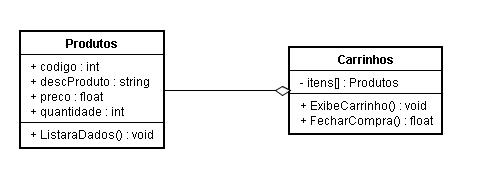 Produtos
+ codigo : int
+ descProduto : string
+ preco : float
+ quantidade : int
+ ListaraDados() : void
Carrinhos
- itens[] : Produtos
+ ExibeCarrinho() : void
+ FecharCompra() : float